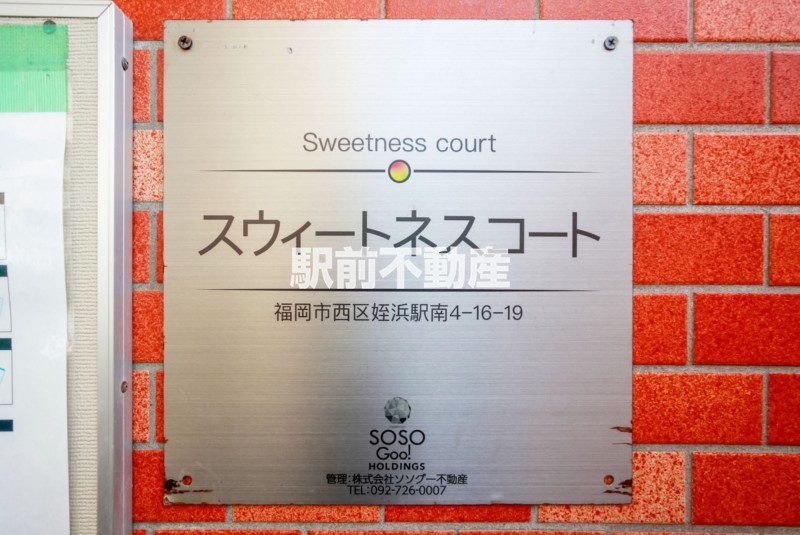 Sweetness court
スウィートネスコート
駅前不動産
福岡市西区姪浜駅南4-16-19
SOSO
Goo!
HOLDINGS
管理:株式会社ソソグー不動産
TEL:092-726-0007